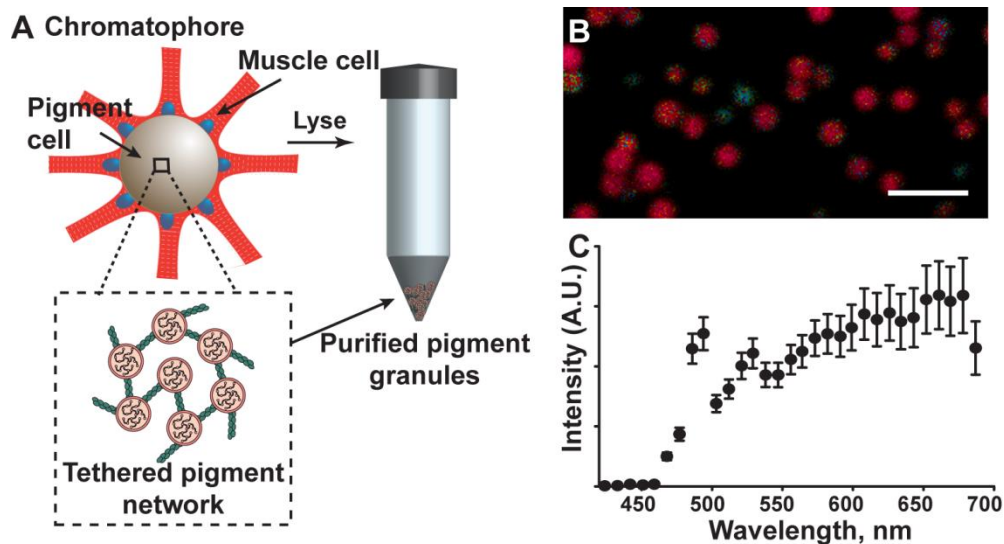 A Chromatophore
Muscle cell
Pigment
cell
Lyse
Purified pigment
granules
Tethered pigment
network
B
C
Intensity (A.U.)
450 500 550 600 650 700
Wavelength, nm